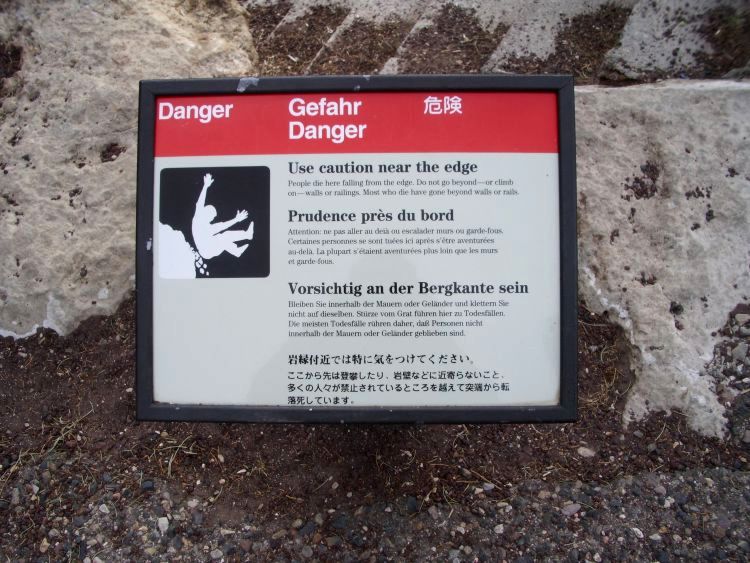 Danger
Gefahr
危険
Danger
Use caution near the edge
People die here falling from the edge. Do not go beyond—or climb
on—walls or railings. Most who die have gone beyond walls or rails.
Prudence près du bord
Attention: ne pas aller au delà ou escalader murs ou garde-fous.
Certaines personnes se sont tuées ici après s'être aventurées
au-delà. La plupart s'étaient aventurées plus loin que les murs
et garde-fous.
Vorsichtig an der Bergkante sein
Bleiben Sie innerhalb der Mauern oder Geländer und klettern Sie
nicht auf dieselben. Stürze vom Grat führen hier zu Todesfällen.
Die meisten Todesfälle rühren daher, daß Personen nicht
innerhalb der Mauern oder Geländer geblieben sind.
岩縁付近では特に気をつけてください。
ここから先は登攀したり、岩壁などに近寄らないこと、
多くの人々が禁止されているところを越えて突端から転
落死しています。